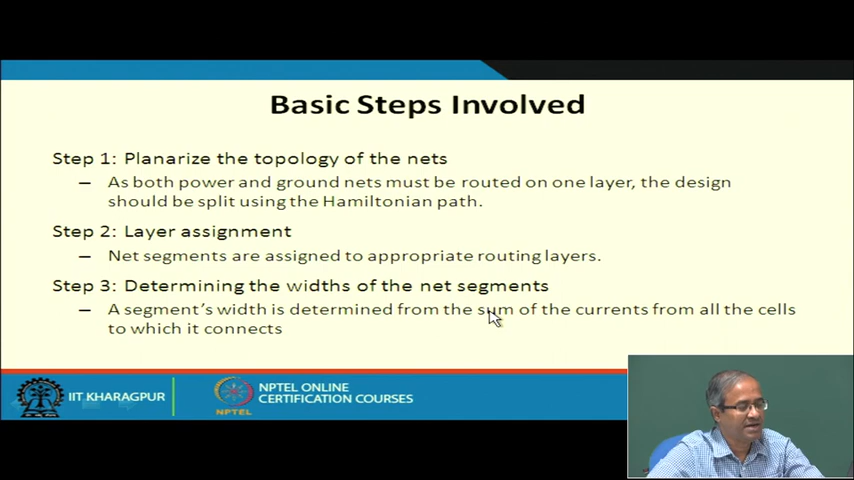 Basic Steps Involved
Step 1: Planarize the topology of the nets
– As both power and ground nets must be routed on one layer, the design
should be split using the Hamiltonian path.
Step 2: Layer assignment
– Net segments are assigned to appropriate routing layers.
Step 3: Determining the widths of the net segments
– A segment's width is determined from the sum of the currents from all the cells
to which it connects
IIT KHARAGPUR
NPTEL
NPTEL ONLINE
CERTIFICATION COURSES